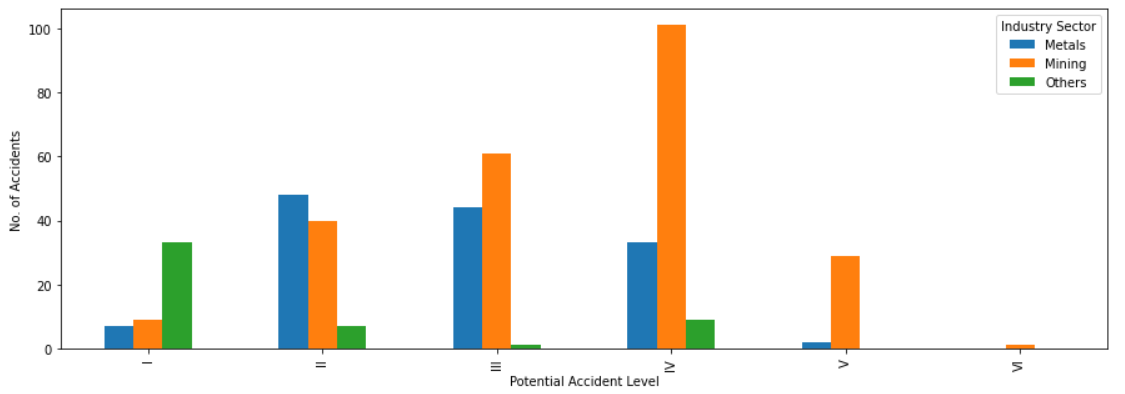 100
80
60
40
20
0
No. of Accidents
Industry Sector
Metals
Mining
Others
I
II
III
IV
V
VI
Potential Accident Level